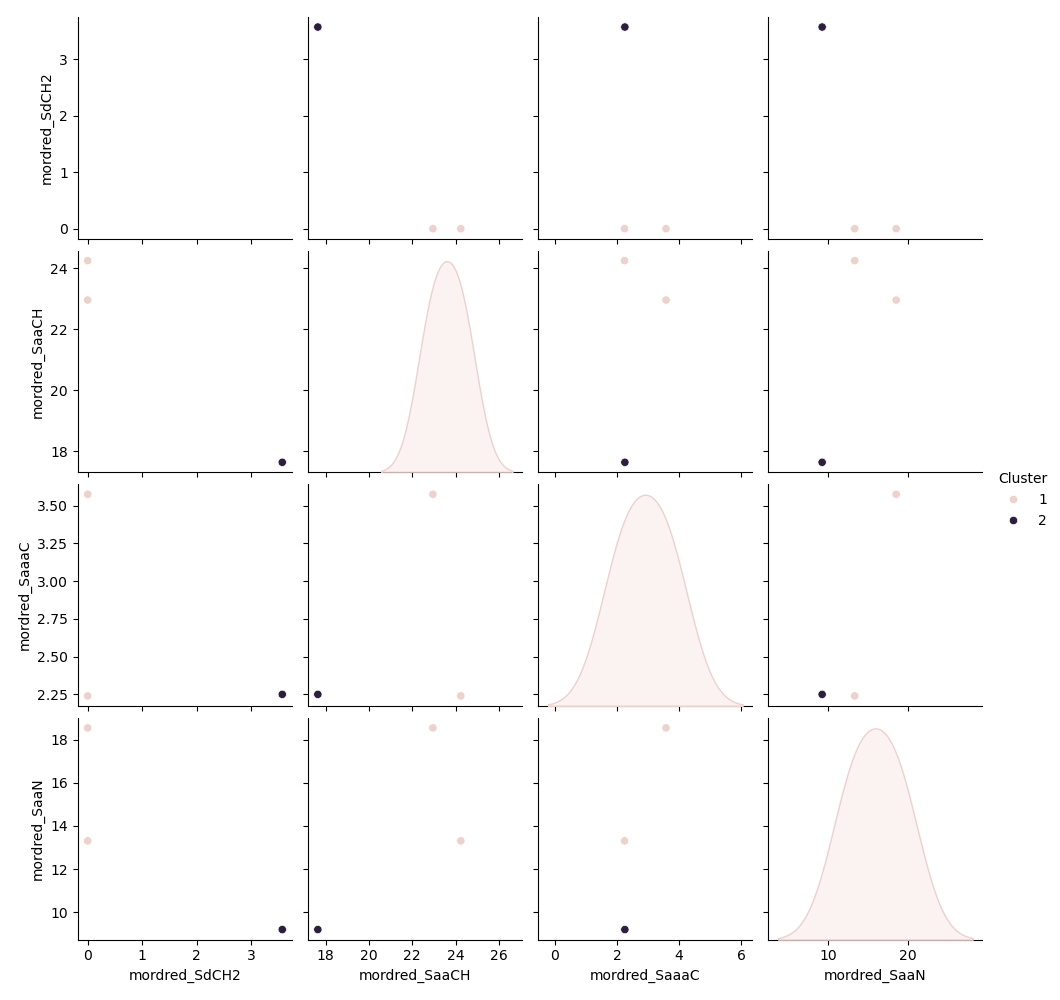 3
2
1
0
mordred_SdCH2
24
22
20
18
mordred_SaaCH
Cluster
1
2
3.50
3.25
3.00
2.75
2.50
2.25
mordred_SaaaC
18
16
14
12
10
mordred_SaaN
0 1 2 3
18 20 22 24 26
0 2 4 6
10 20
mordred_SdCH2 mordred_SaaCH mordred_SaaaC mordred_SaaN